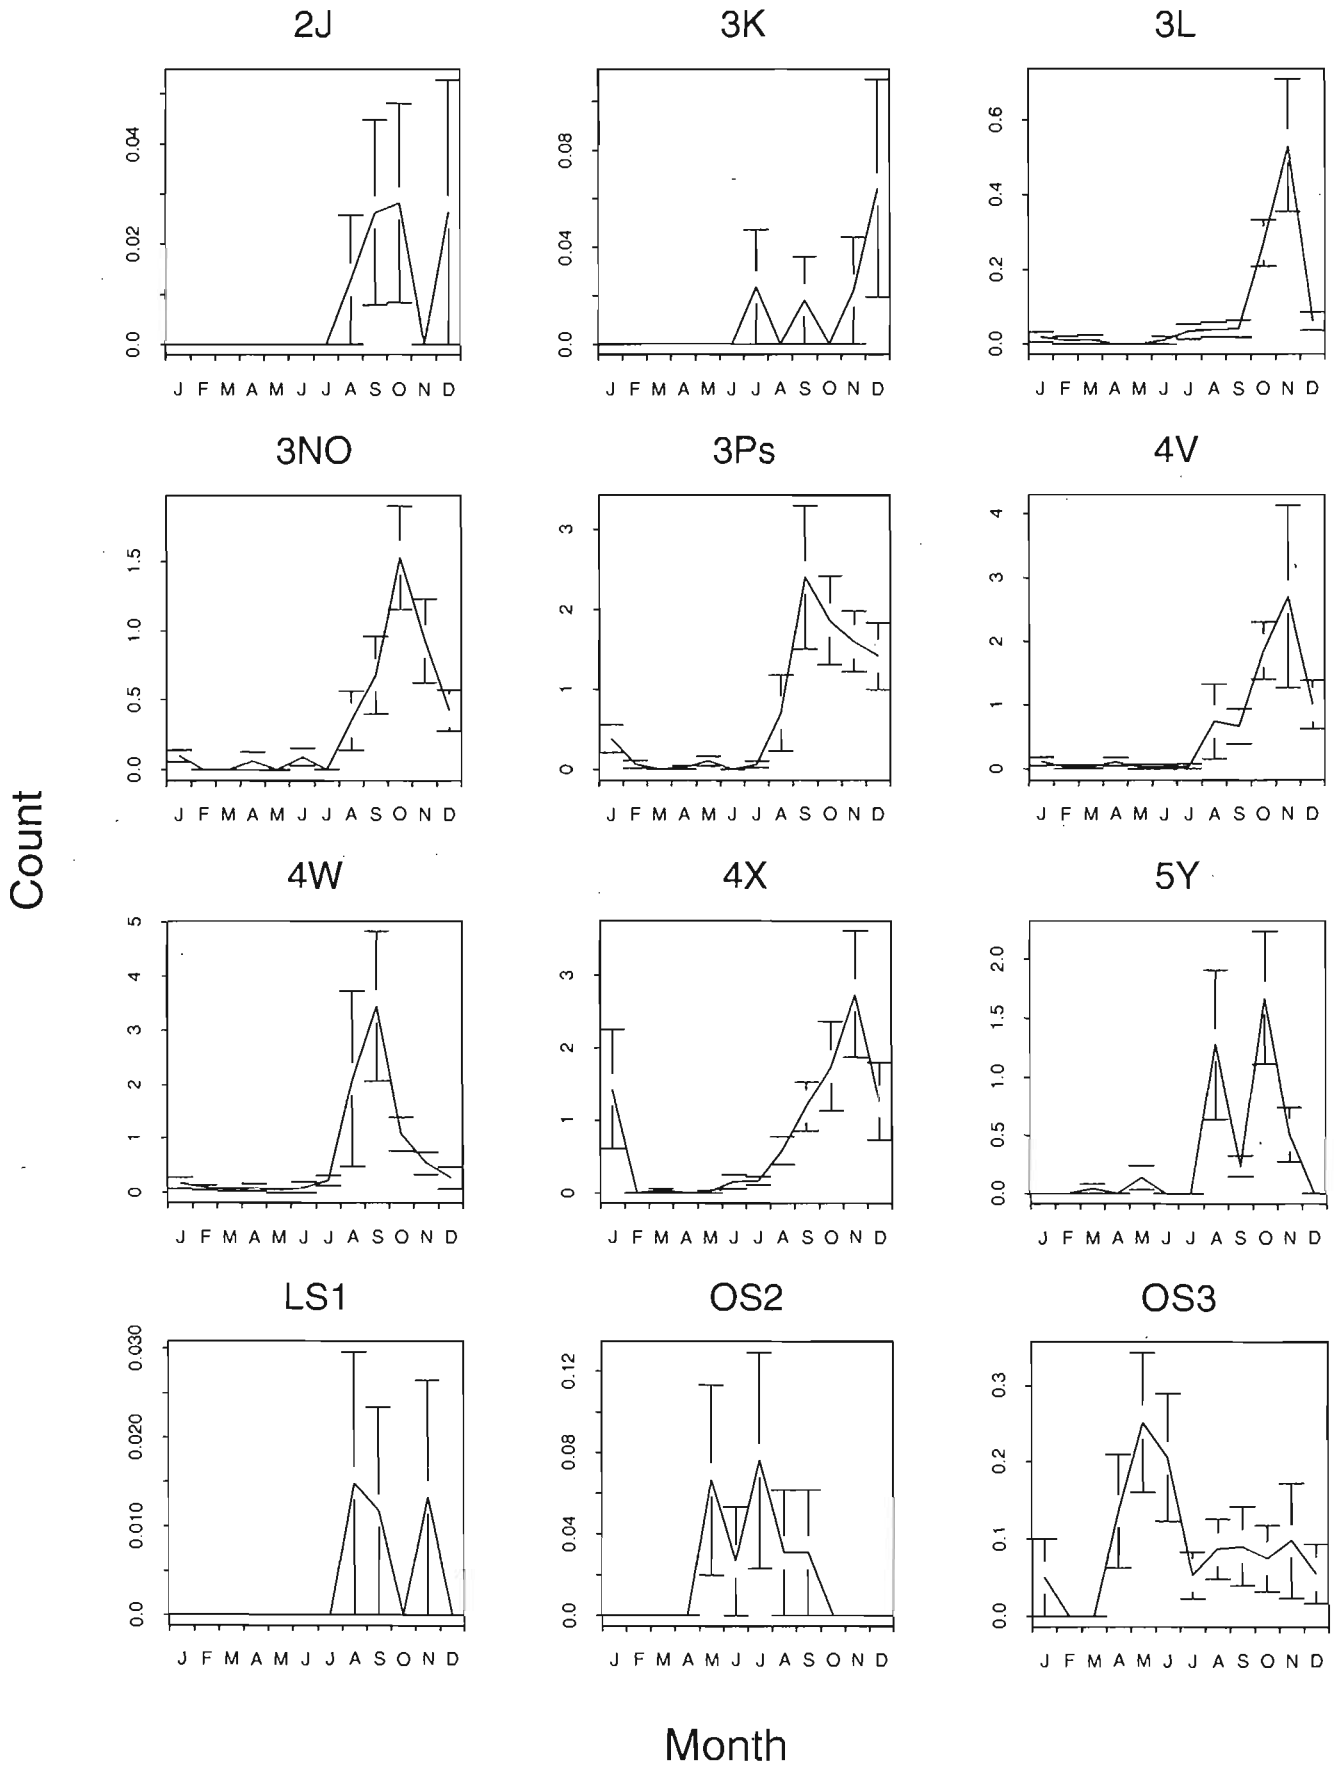 2J
3K
3L
0.0 0.02 0.04
0.0 0.04 0.08
0.0 0.2 0.4 0.6
J F M A M J J A S O N D
J F M A M J J A S O N D
J F M A M J J A S O N D
3NO
3Ps
4V
0.0 0.5 1.0 1.5
0 1 2 3
0 1 2 3 4
J F M A M J J A S O N D
J F M A M J J A S O N D
J F M A M J J A S O N D
Count
4W
4X
5Y
0 1 2 3 4 5
0 1 2 3
0.0 0.5 1.0 1.5 2.0
J F M A M J J A S O N D
J F M A M J J A S O N D
J F M A M J J A S O N D
LS1
OS2
OS3
0.0 0.010 0.020 0.030
0.0 0.04 0.08 0.12
0.0 0.1 0.2 0.3
J F M A M J J A S O N D
J F M A M J J A S O N D
J F M A M J J A S O N D
Month